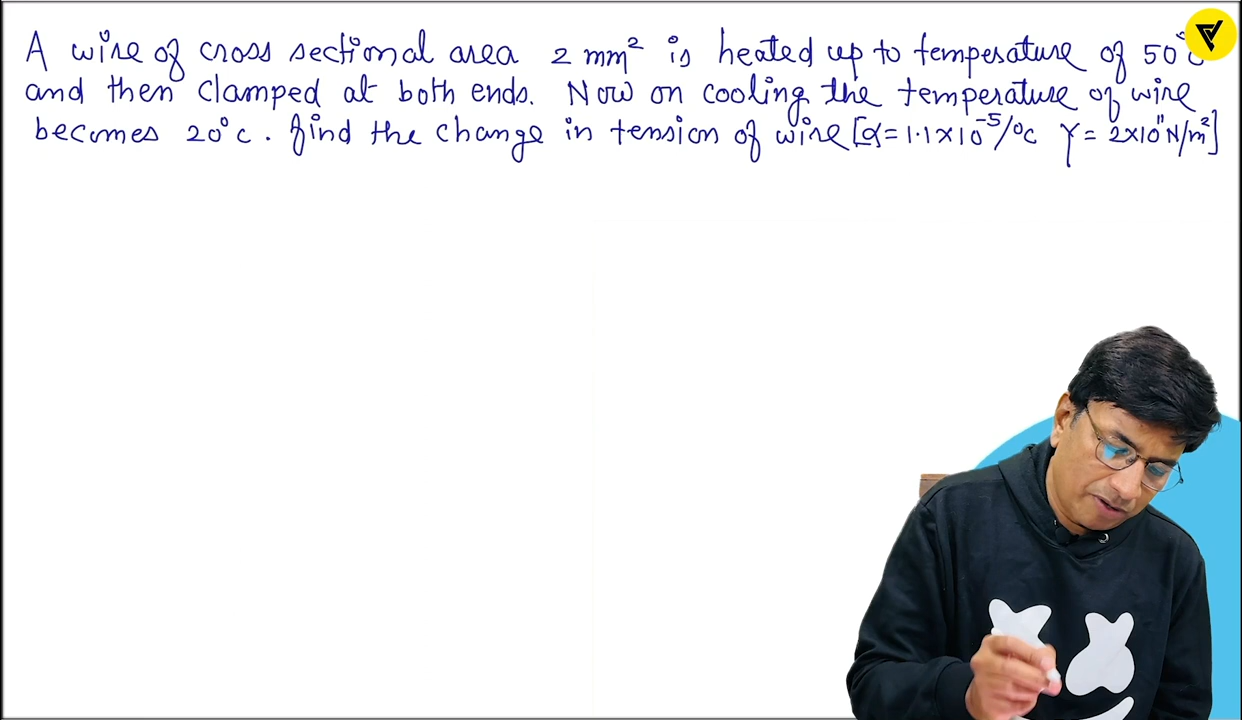 A wire of cross sectional area 2 mm² is heated up to temperature of 50°
and then clamped at both ends. Now on cooling the temperature of wire
becomes 20°c. find the change in tension of wire [α = 1.1×10⁻⁵/°c Y = 2×10¹¹ N/m²]